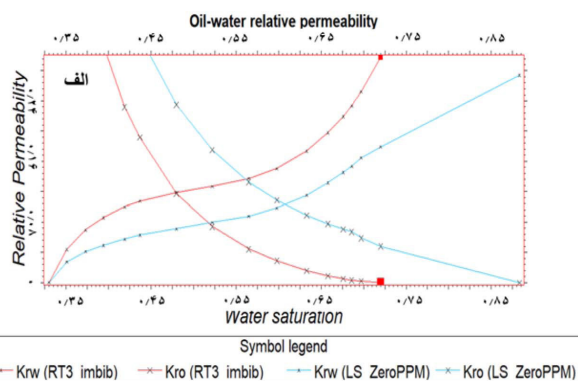 Oil-water relative permeability
۰/۳۵ ۰/۴۵ ۰/۵۵ ۰/۶۵ ۰/۷۵ ۰/۸۵
الف
Relative Permeability
۰/۳۵ ۰/۴۵ ۰/۵۵ ۰/۶۵ ۰/۷۵ ۰/۸۵
Water saturation
Symbol legend
Krw (RT3 imbib) Kro (RT3 imbib) Krw (LS ZeroPPM) Kro (LS ZeroPPM)